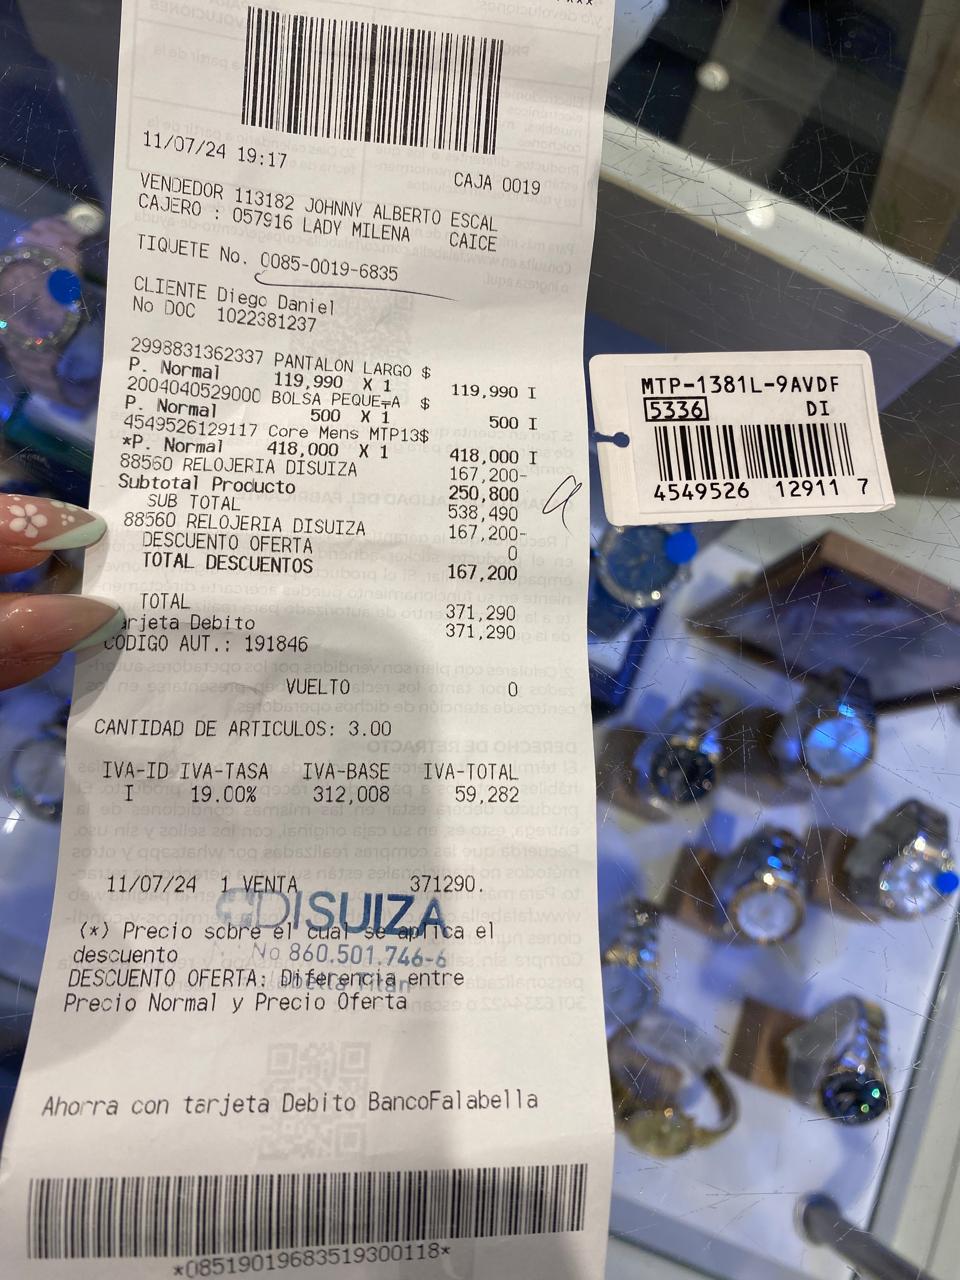 11/07/24 19:17
CAJA 0019
VENDEDOR 113182 JOHNNY ALBERTO ESCAL
CAJERO : 057916 LADY MILENA CAICE
TIQUETE No. 0085-0019-6835
CLIENTE Diego Daniel
No DOC 1022381237
2998831362337 PANTALON LARGO $
P. Normal 119,990 X 1 119,990 I
2004040529000 BOLSA PEQUE¬A $
P. Normal 500 X 1 500 I
4549526129117 Core Mens MTP13$
*P. Normal 418,000 X 1 418,000 I
88560 RELOJERIA DISUIZA 167,200-
Subtotal Producto 250,800
SUB TOTAL 538,490
88560 RELOJERIA DISUIZA 167,200-
DESCUENTO OFERTA 0
TOTAL DESCUENTOS 167,200
TOTAL 371,290
arjeta Debito 371,290
CODIGO AUT.: 191846
VUELTO 0
CANTIDAD DE ARTICULOS: 3.00
IVA-ID IVA-TASA IVA-BASE IVA-TOTAL
I 19.00% 312,008 59,282
11/07/24 1 VENTA 371290.
DISUIZA
(*) Precio sobre el cual se aplica el
descuento
No 860.501.746-6
DESCUENTO OFERTA: Diferencia entre
Precio Normal y Precio Oferta
Ahorra con tarjeta Debito BancoFalabella
*08519019683519300118*
MTP-1381L-9AVDF
5336 DI
4549526 12911 7